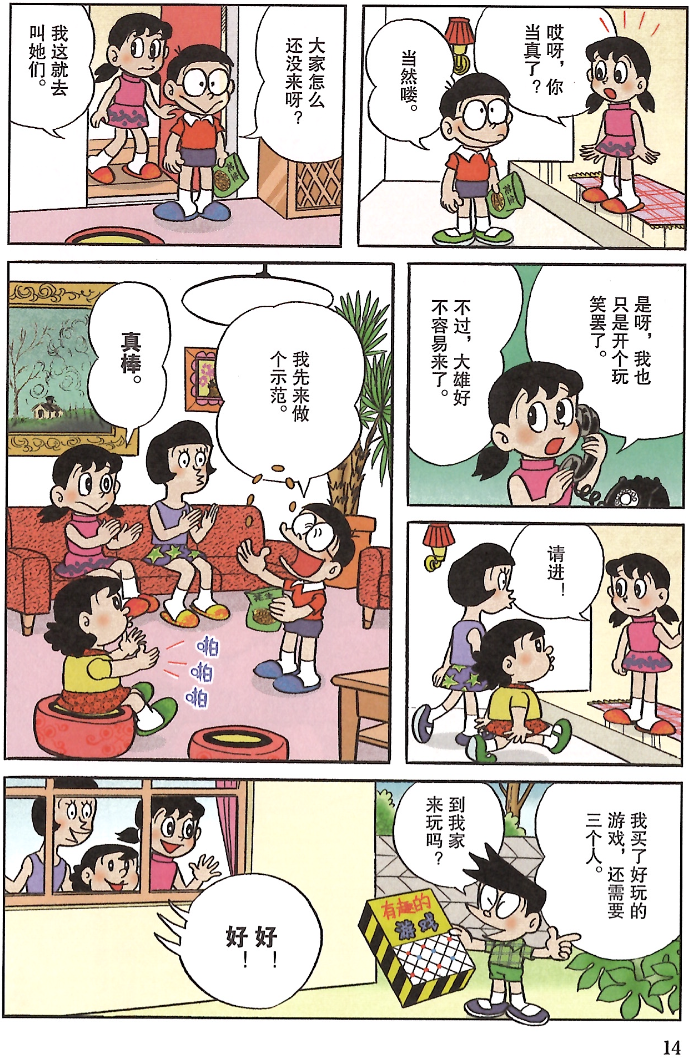 哎呀，你
当真了？
当然喽。
大家怎么
还没来呀？
我这就去
叫她们。
是呀，我也
只是开个玩
笑罢了。
不过，大雄好
不容易来了。
请进！
我先来做
个示范。
真棒。
啪
啪
啪
我买了好玩的
游戏，还需要
三个人。
到我家
来玩吗？
有趣的
游戏
好！
好！
14